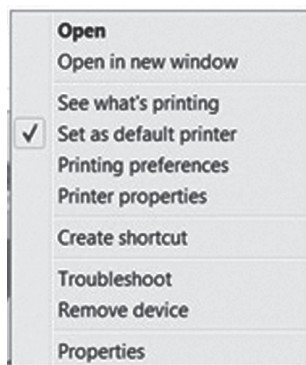 Open
Open in new window
See what's printing
Set as default printer
Printing preferences
Printer properties
Create shortcut
Troubleshoot
Remove device
Properties